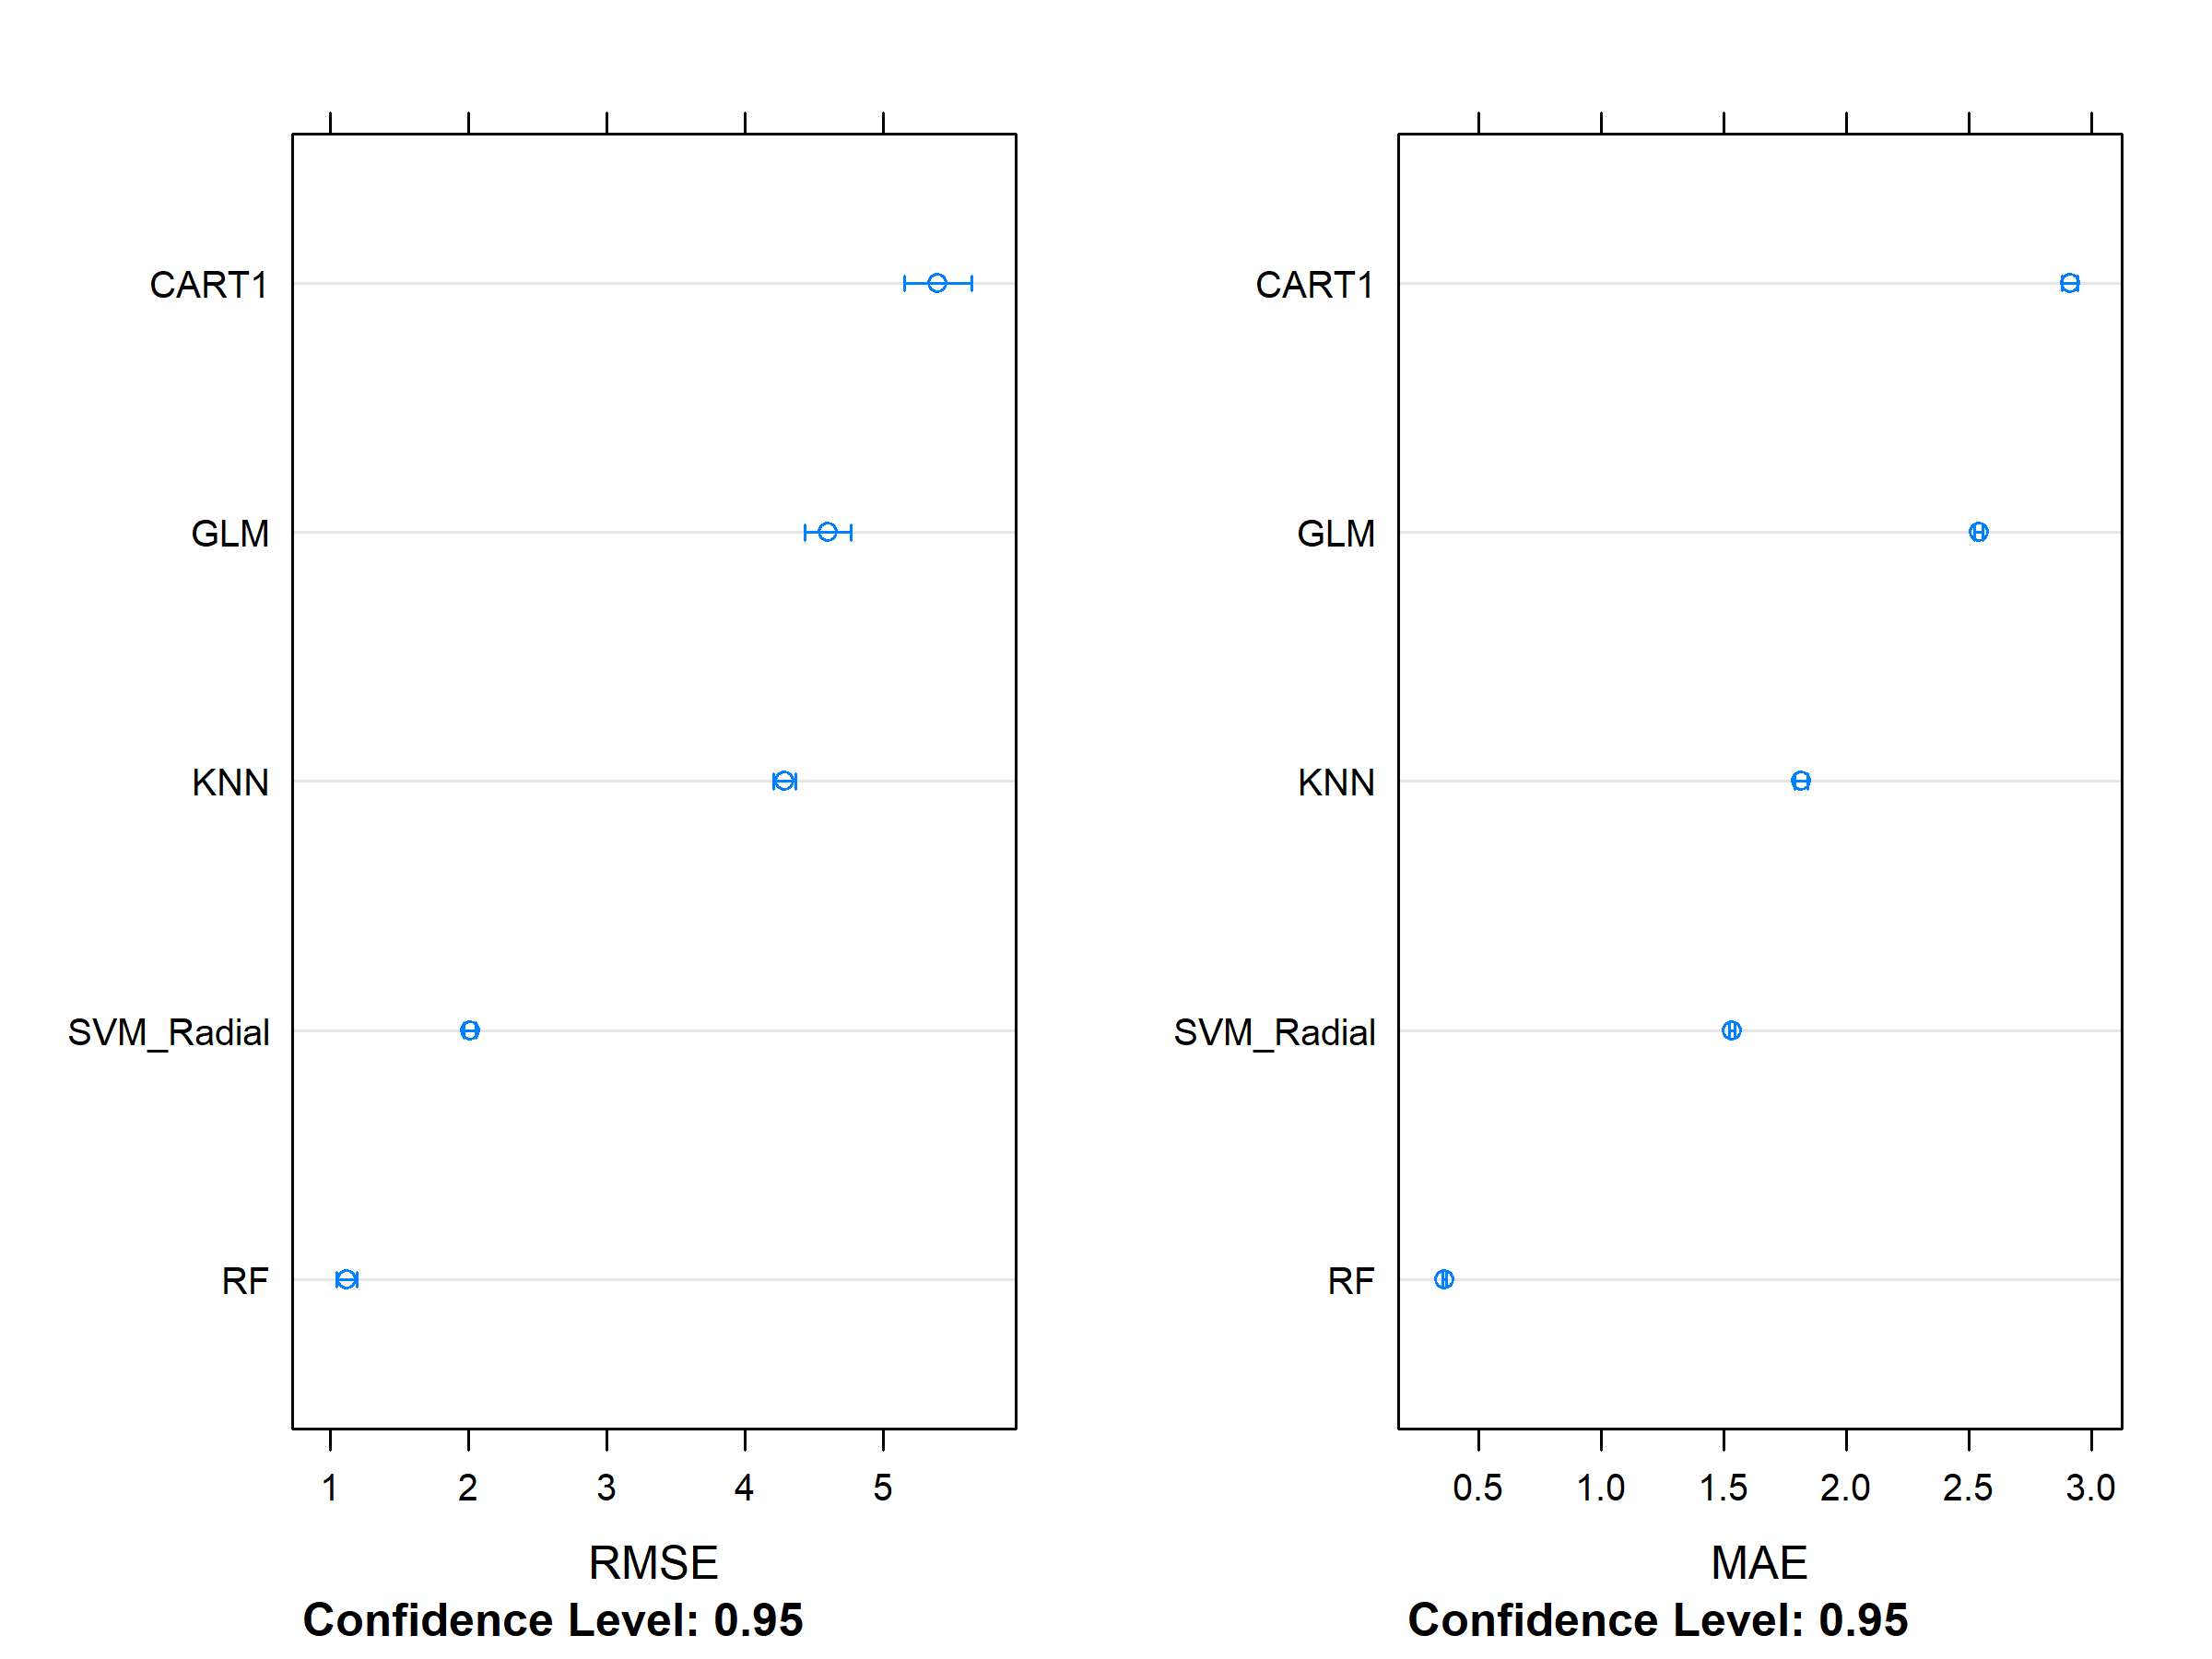 CART1
GLM
KNN
SVM_Radial
RF
1 2 3 4 5
RMSE
Confidence Level: 0.95
CART1
GLM
KNN
SVM_Radial
RF
0.5 1.0 1.5 2.0 2.5 3.0
MAE
Confidence Level: 0.95